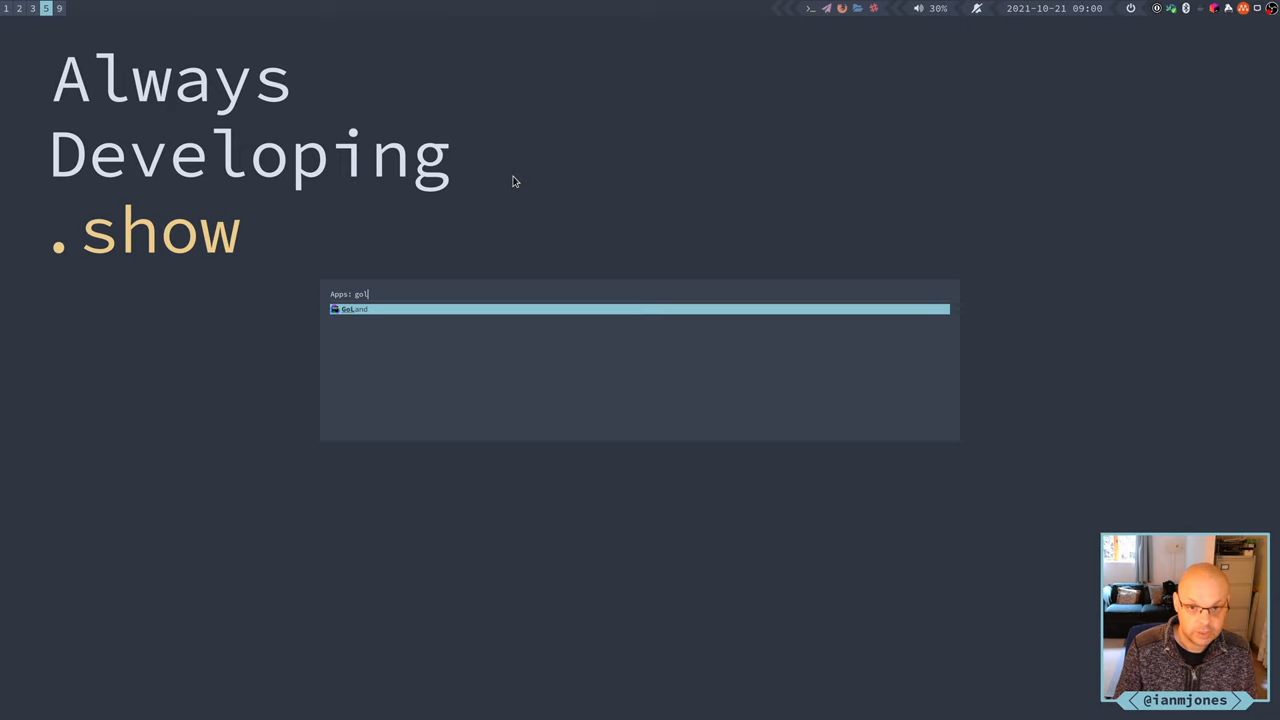 1 2 3 5 9
30%
2021-10-21 09:00
Always
Developing
.show
Apps: gol
GoLand
@ianmjones